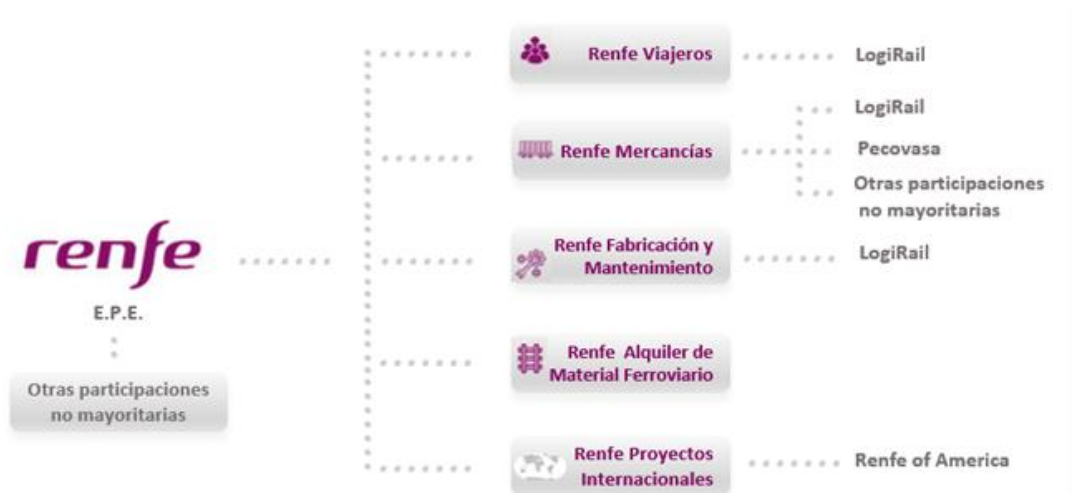 renfe
E.P.E.
Otras participaciones
no mayoritarias
Renfe Viajeros
LogiRail
Renfe Mercancías
LogiRail
Pecovasa
Otras participaciones
no mayoritarias
Renfe Fabricación y
Mantenimiento
LogiRail
Renfe Alquiler de
Material Ferroviario
Renfe Proyectos
Internacionales
Renfe of America